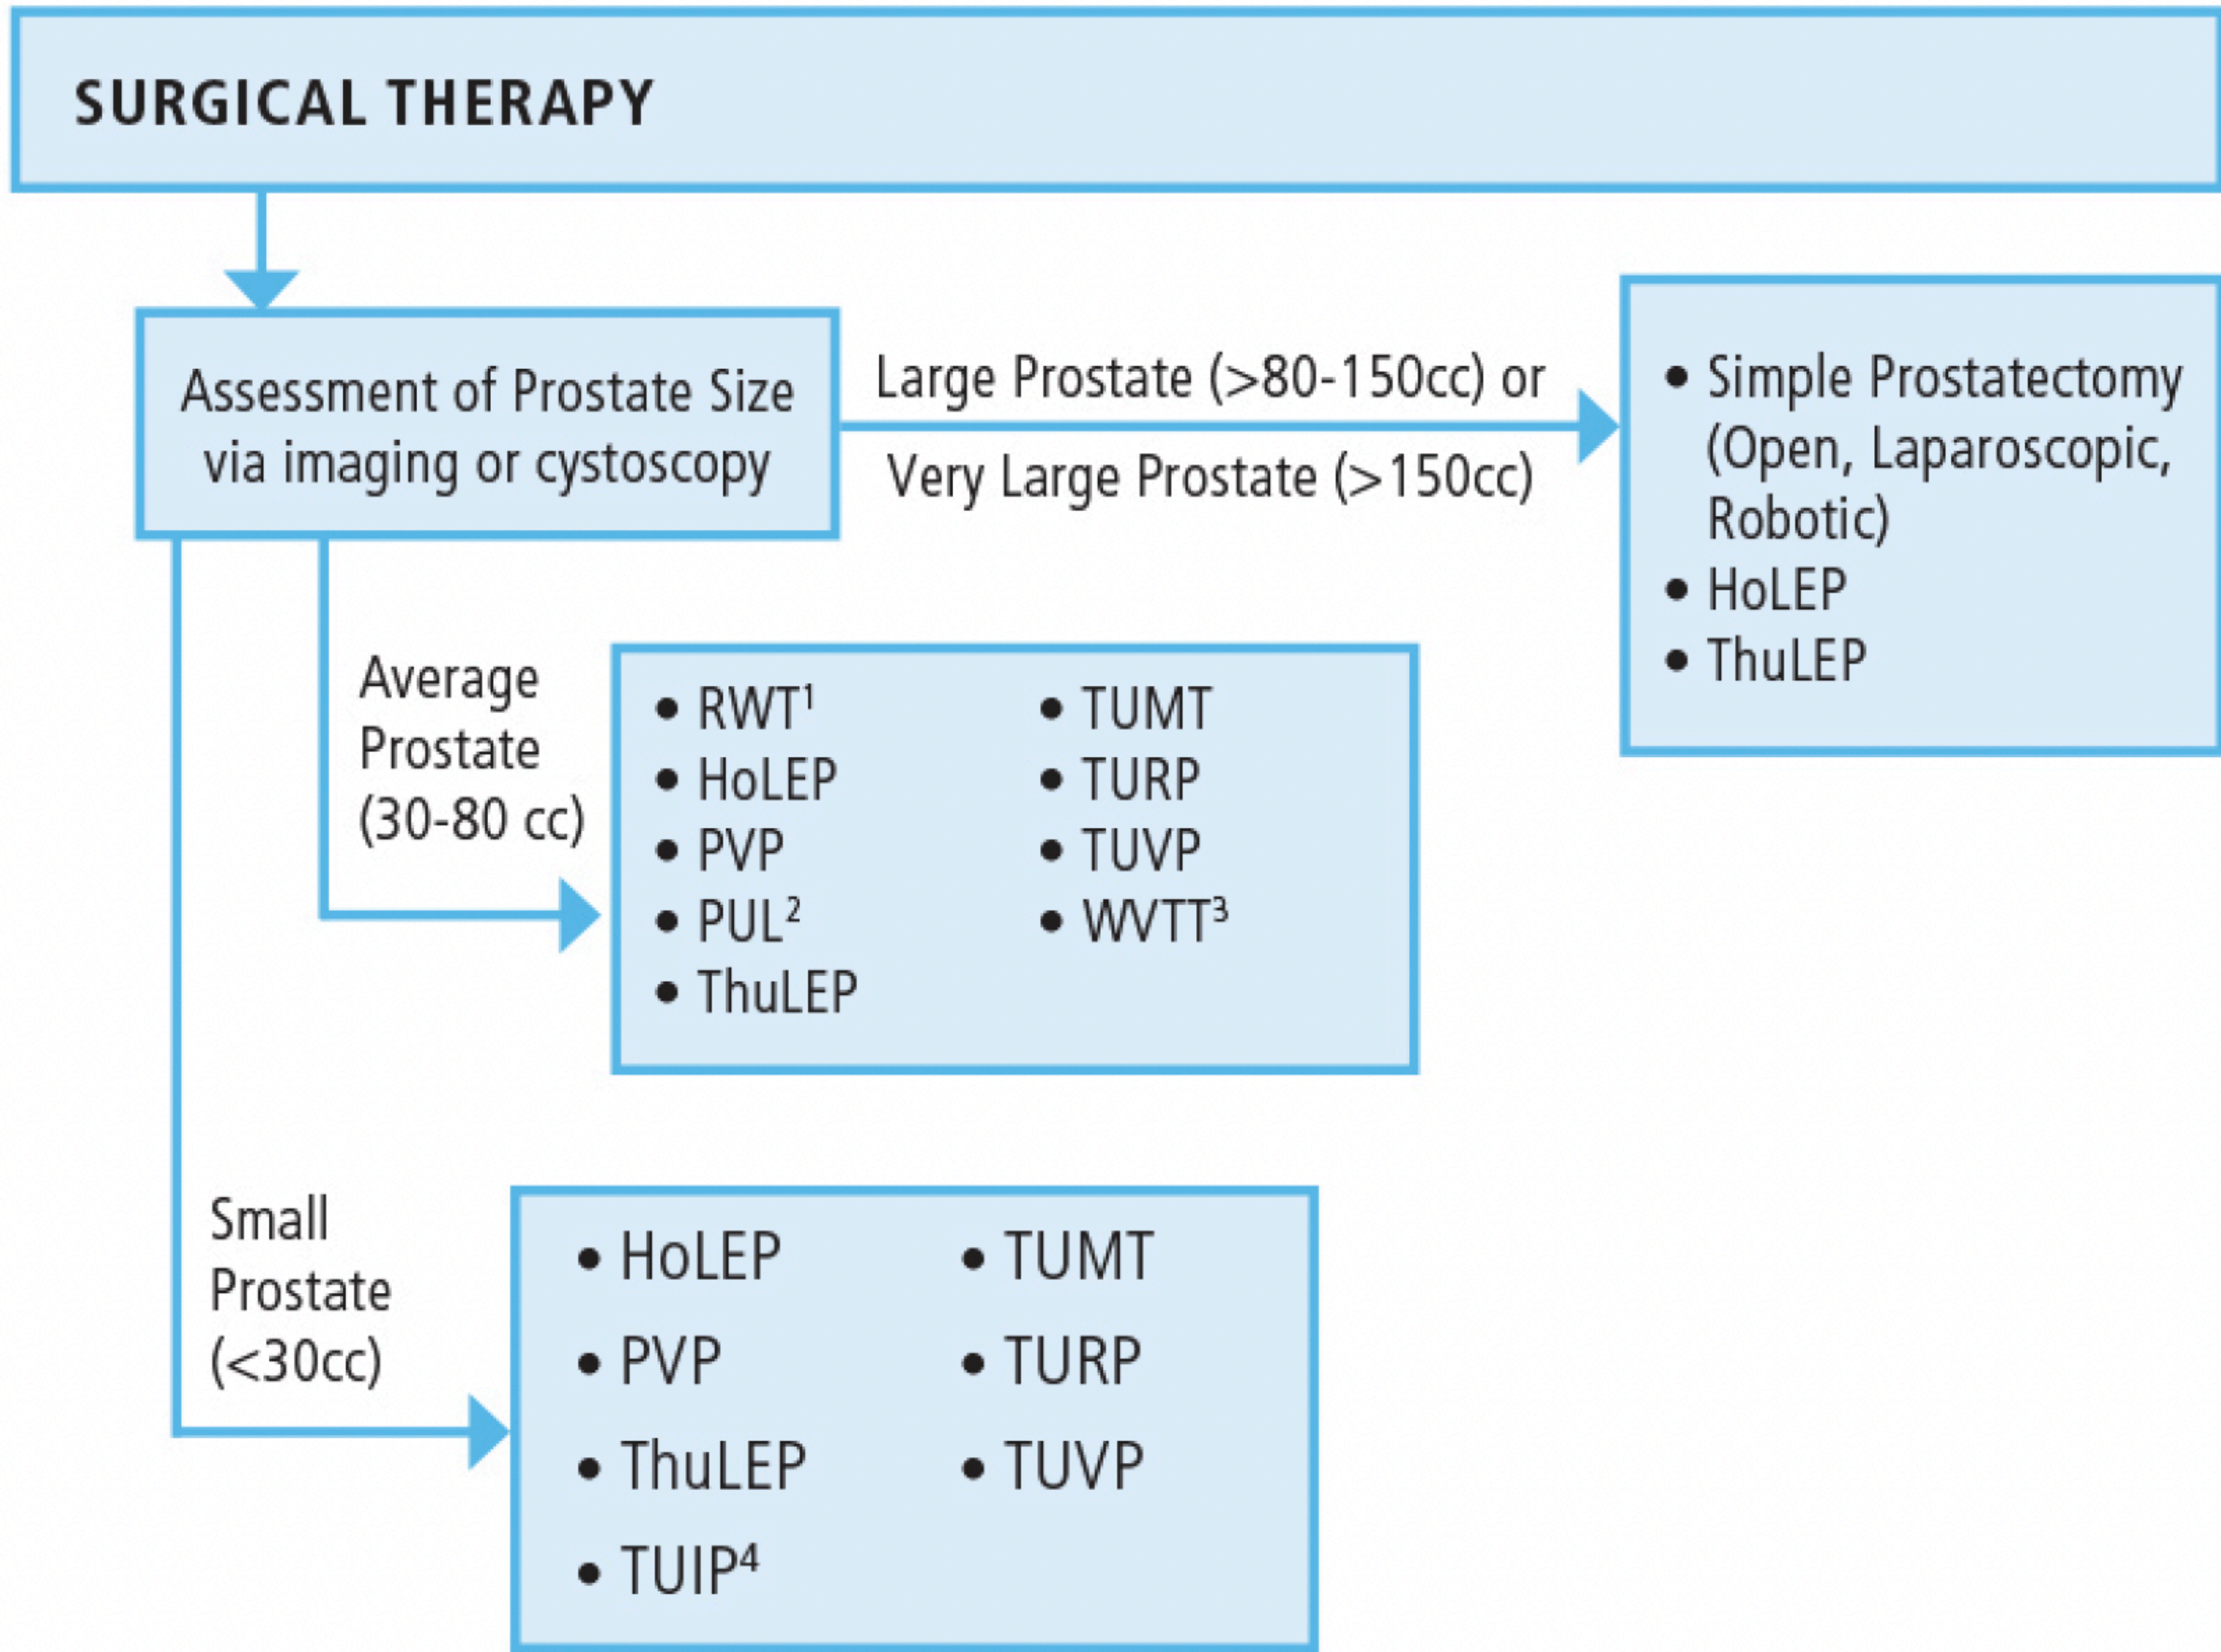 SURGICAL THERAPY
Assessment of Prostate Size
via imaging or cystoscopy
Large Prostate (>80-150cc) or
Very Large Prostate (>150cc)
• Simple Prostatectomy
(Open, Laparoscopic,
Robotic)
• HoLEP
• ThuLEP
Average
Prostate
(30-80 cc)
• RWT¹
• HoLEP
• PVP
• PUL²
• ThuLEP
• TUMT
• TURP
• TUVP
• WVTT³
Small
Prostate
(<30cc)
• HoLEP
• PVP
• ThuLEP
• TUIP⁴
• TUMT
• TURP
• TUVP